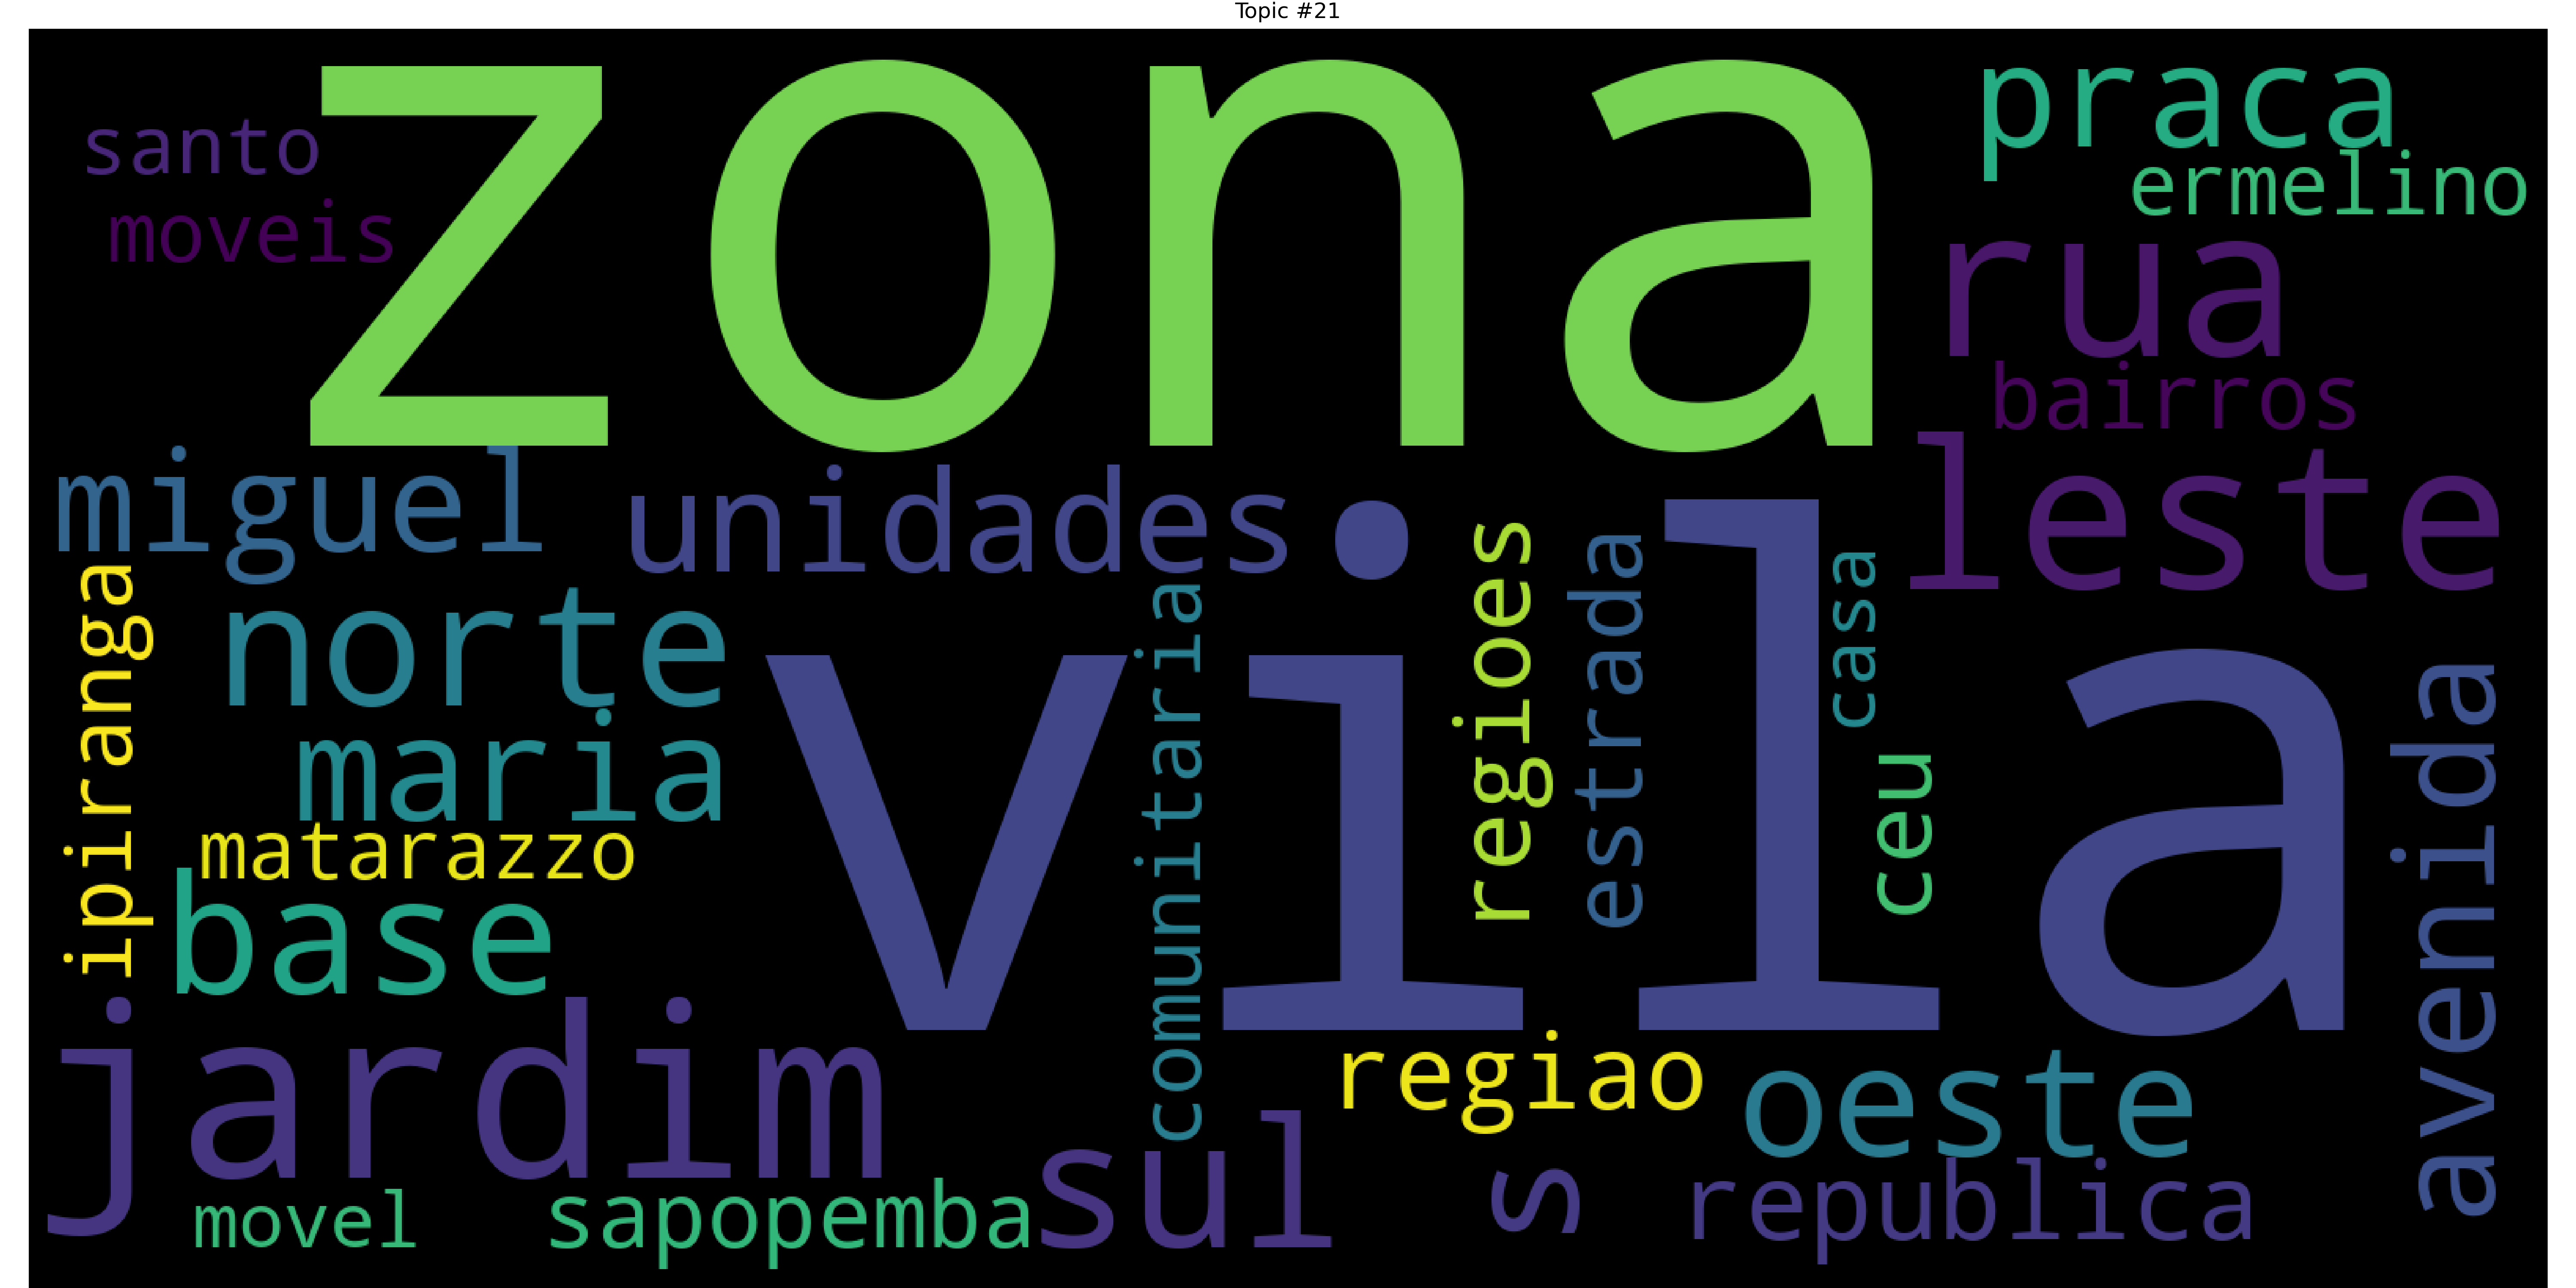 Topic #21
zona
praca
santo
ermelino
moveis
rua
bairros
miguel
unidades
leste
ipiranga
norte
vila
comunitaria
regioes
estrada
casa
maria
matarazzo
ceu
avenida
base
jardim
regiao
oeste
sul
s
republica
movel
sapopemba